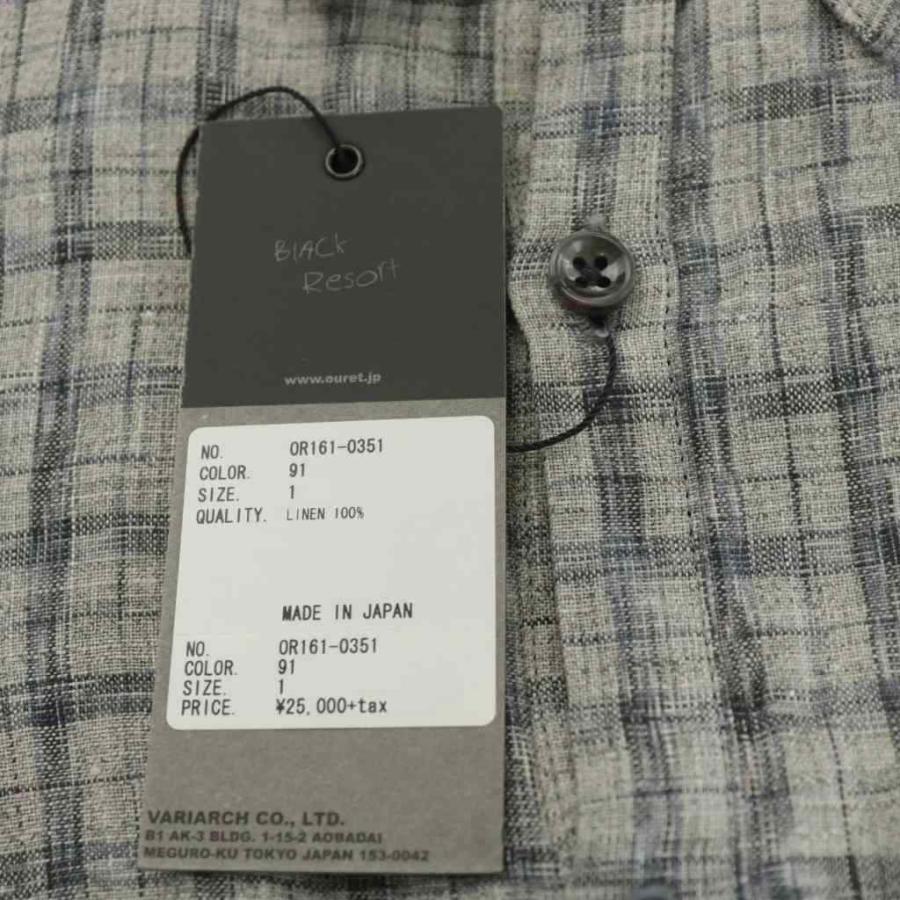 BlACk
Resort
www.ouret.jp
NO. OR161-0351
COLOR. 91
SIZE. 1
QUALITY. LINEN 100%
MADE IN JAPAN
NO. OR161-0351
COLOR. 91
SIZE. 1
PRICE. ¥25,000+tax
VARIARCH CO., LTD.
B1 AK-3 BLDG. 1-15-2 AOBADAI
MEGURO-KU TOKYO JAPAN 153-0042